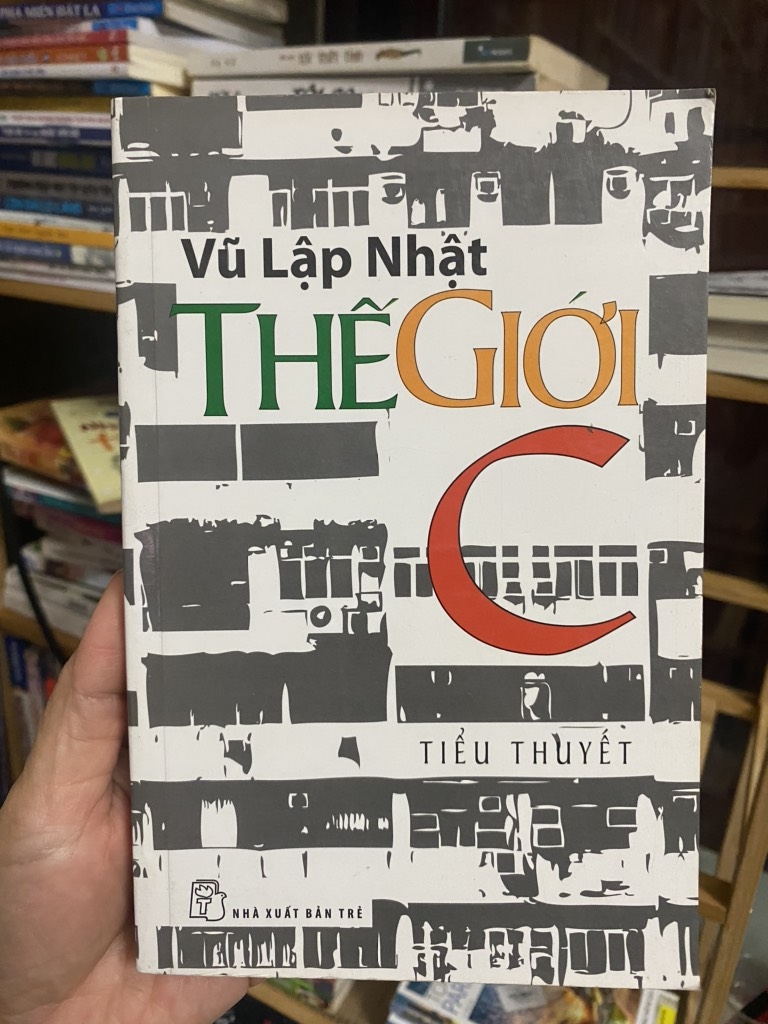 Vũ Lập Nhật
THẾ GIỚI
C
TIỂU THUYẾT
NHÀ XUẤT BẢN TRẺ